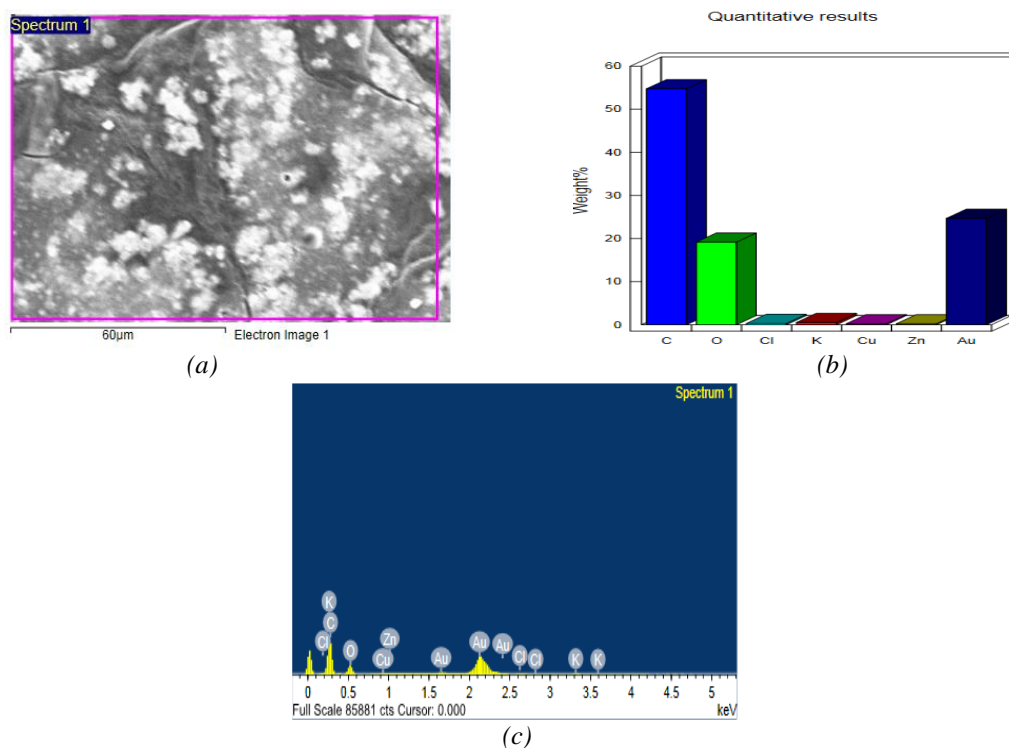 Spectrum 1
60µm Electron Image 1
(a)
Quantitative results
Weight%
60
50
40
30
20
10
0
C O Cl K Cu Zn Au
(b)
Spectrum 1
K
C
Cl
O
Zn
Cu
Au
Au
Au
Cl
Cl
K
K
0 0.5 1 1.5 2 2.5 3 3.5 4 4.5 5
Full Scale 85881 cts Cursor: 0.000 keV
(c)